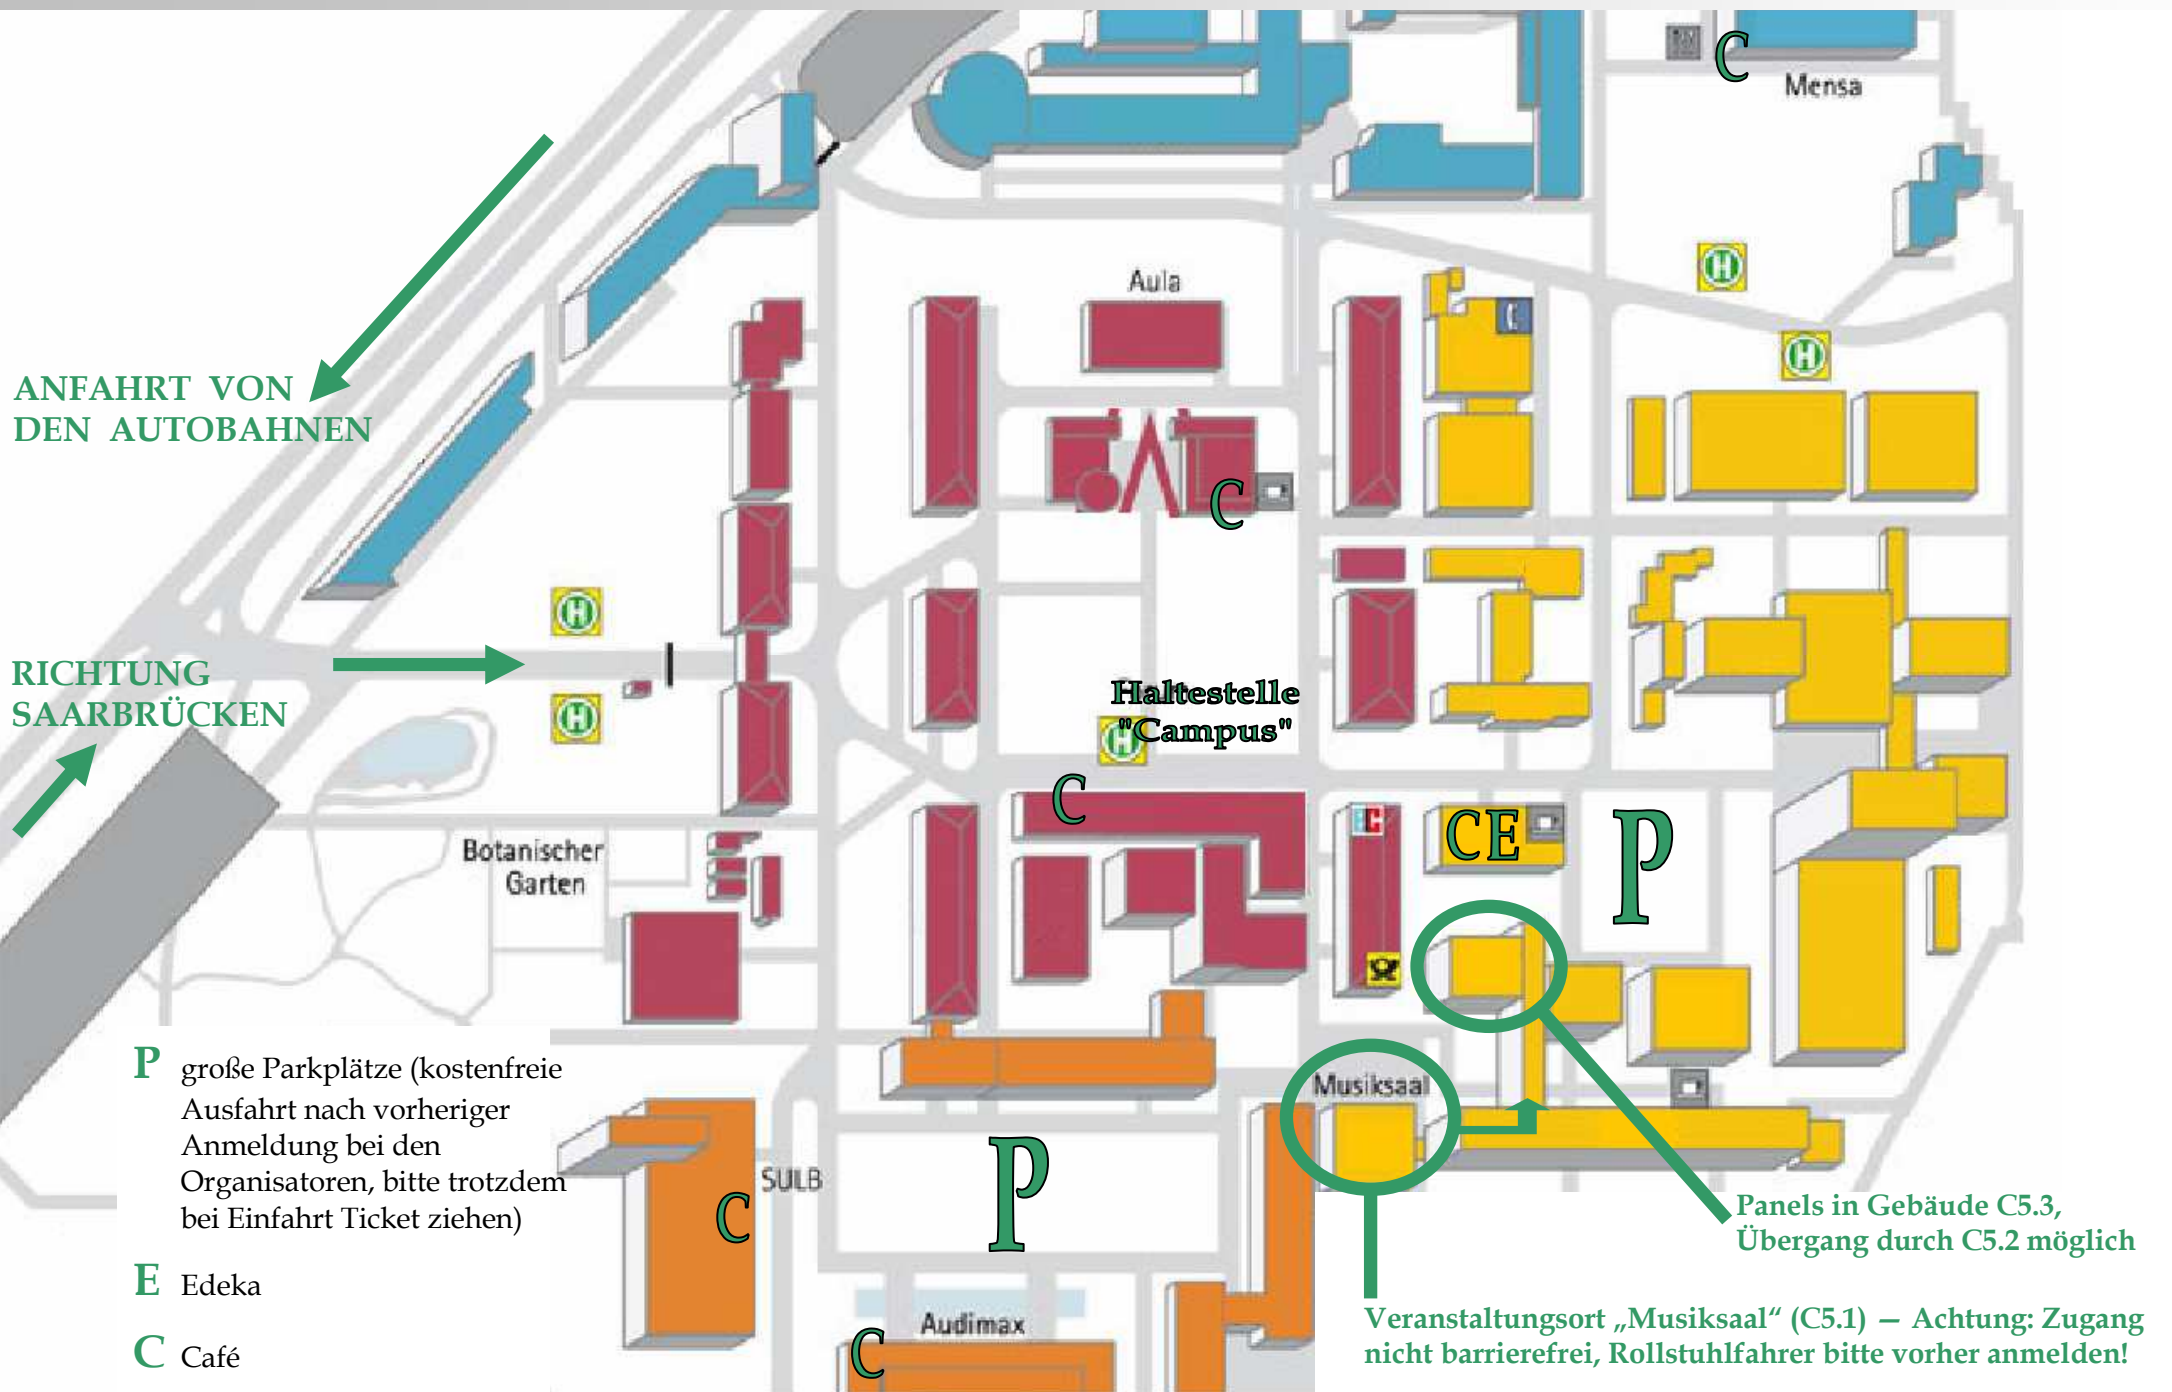 C
Mensa
H
Aula
H
ANFAHRT VON
DEN AUTOBAHNEN
C
H
RICHTUNG
SAARBRÜCKEN
H
Haltestelle
"Campus"
H
C
EC
CE
P
Botanischer
Garten
P große Parkplätze (kostenfreie
Ausfahrt nach vorheriger
Anmeldung bei den
Organisatoren, bitte trotzdem
bei Einfahrt Ticket ziehen)
E Edeka
C Café
Musiksaal
SULB
C
P
Panels in Gebäude C5.3,
Übergang durch C5.2 möglich
Audimax
C
Veranstaltungsort „Musiksaal“ (C5.1) — Achtung: Zugang
nicht barrierefrei, Rollstuhlfahrer bitte vorher anmelden!